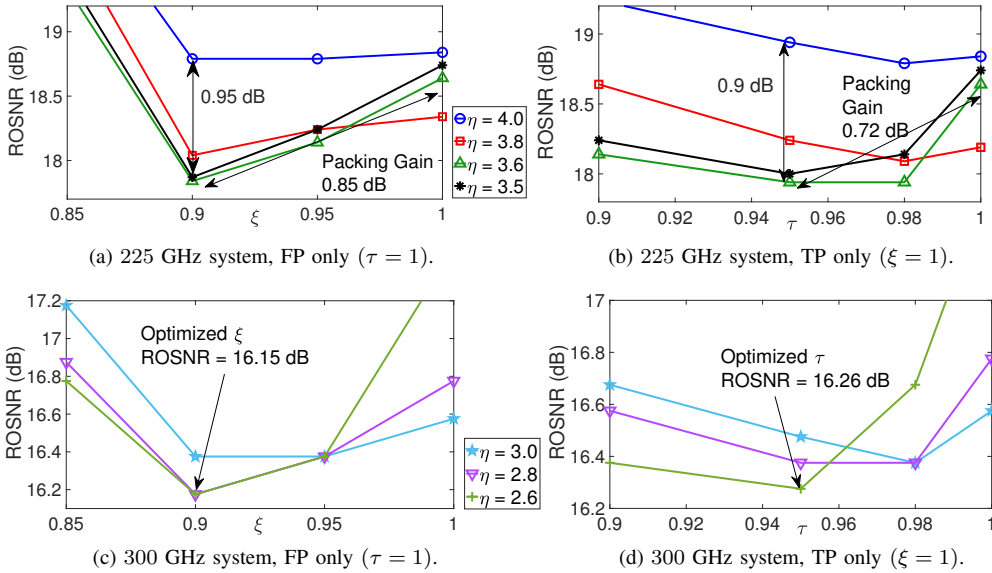 ROSNR (dB)
19
18.5
18
0.95 dB
Packing Gain
0.85 dB
0.85
0.9
0.95
1
ξ
η = 4.0
η = 3.8
η = 3.6
η = 3.5
(a) 225 GHz system, FP only (τ = 1).
ROSNR (dB)
19
18.5
18
0.9 dB
Packing
Gain
0.72 dB
0.9
0.92
0.94
0.96
0.98
1
τ
(b) 225 GHz system, TP only (ξ = 1).
ROSNR (dB)
17.2
17
16.8
16.6
16.4
16.2
Optimized ξ
ROSNR = 16.15 dB
0.85
0.9
0.95
1
ξ
η = 3.0
η = 2.8
η = 2.6
(c) 300 GHz system, FP only (τ = 1).
ROSNR (dB)
17
16.8
16.6
16.4
16.2
Optimized τ
ROSNR = 16.26 dB
0.9
0.92
0.94
0.96
0.98
1
τ
(d) 300 GHz system, TP only (ξ = 1).